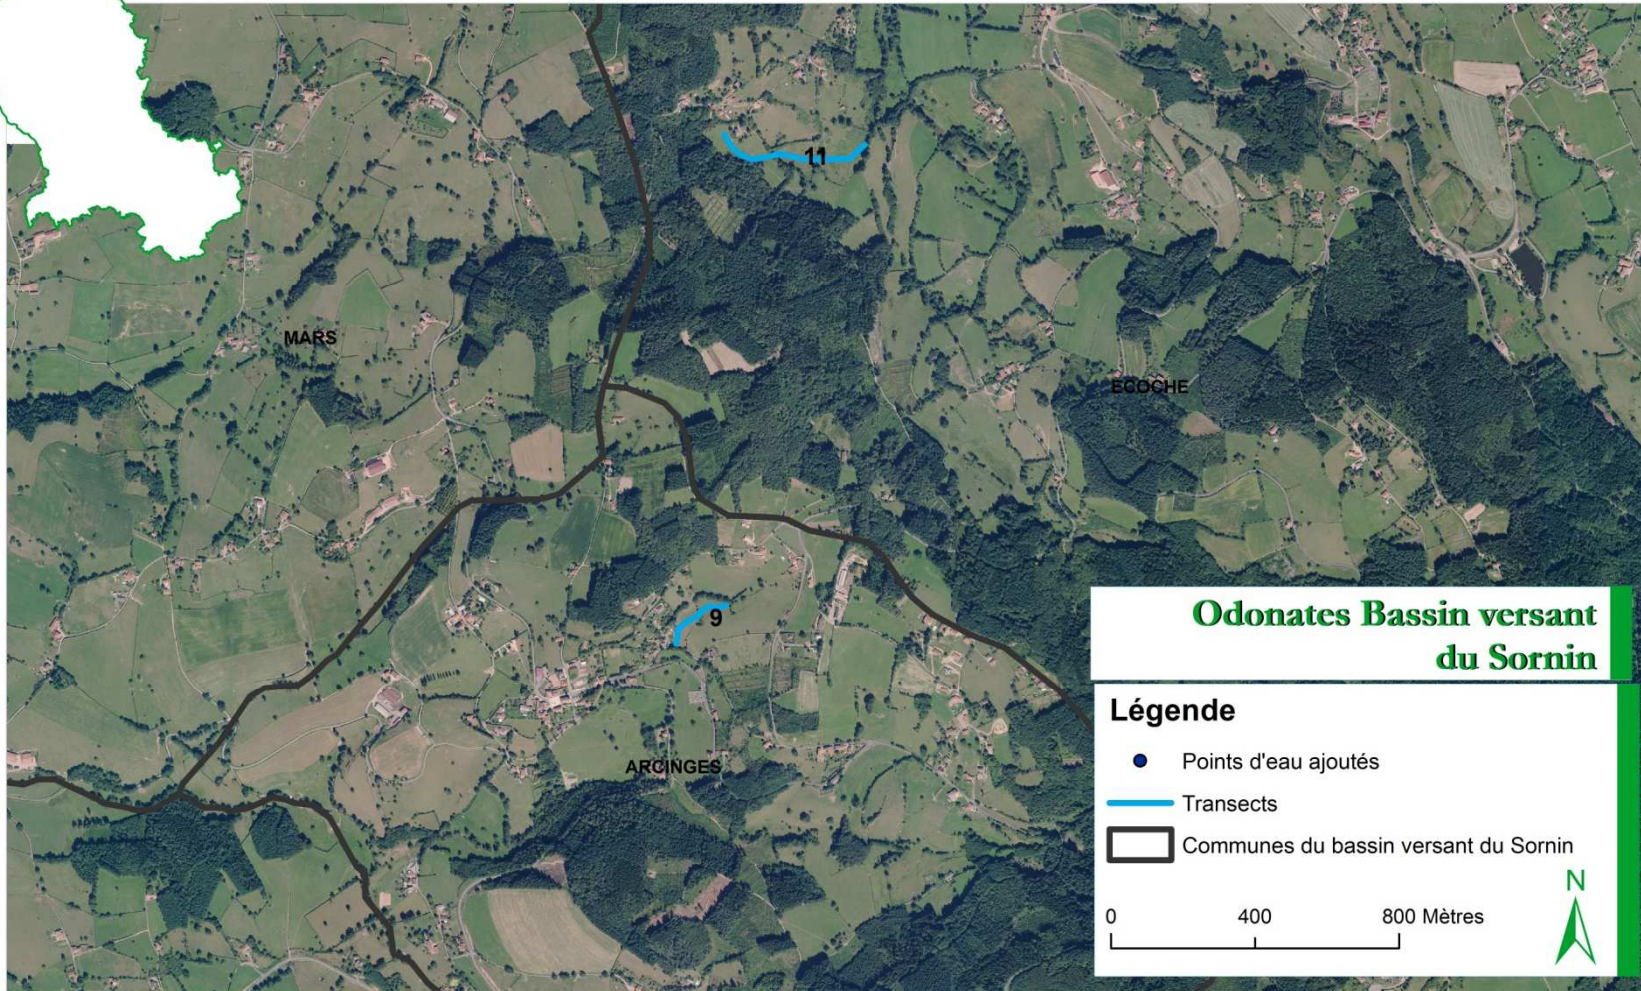 11
MARS
ECOCHE
9
ARCINGES
Odonates Bassin versant
du Sornin
Légende
Points d'eau ajoutés
Transects
Communes du bassin versant du Sornin
N
0 400 800 Mètres